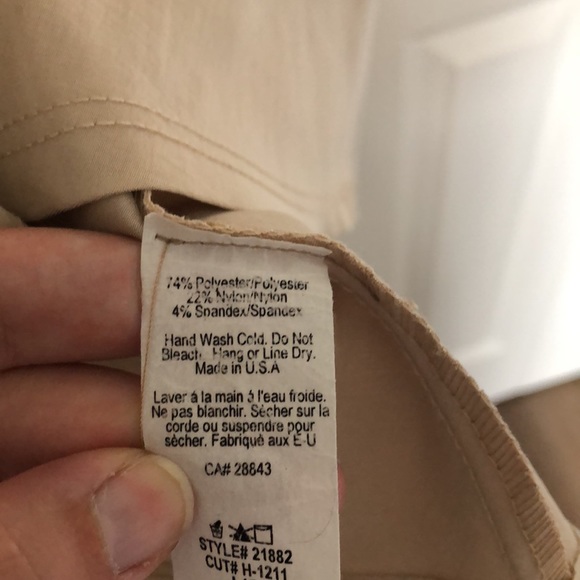 74% Polyester/Polyester
22% Nylon/Nylon
4% Spandex/Spandex
Hand Wash Cold. Do Not
Bleach. Hang or Line Dry.
Made in U.S.A
Laver à la main à l'eau froide.
Ne pas blanchir. Sécher sur la
corde ou suspendre pour
sécher. Fabriqué aux É-U
CA# 28843
STYLE# 21882
CUT# H-1211